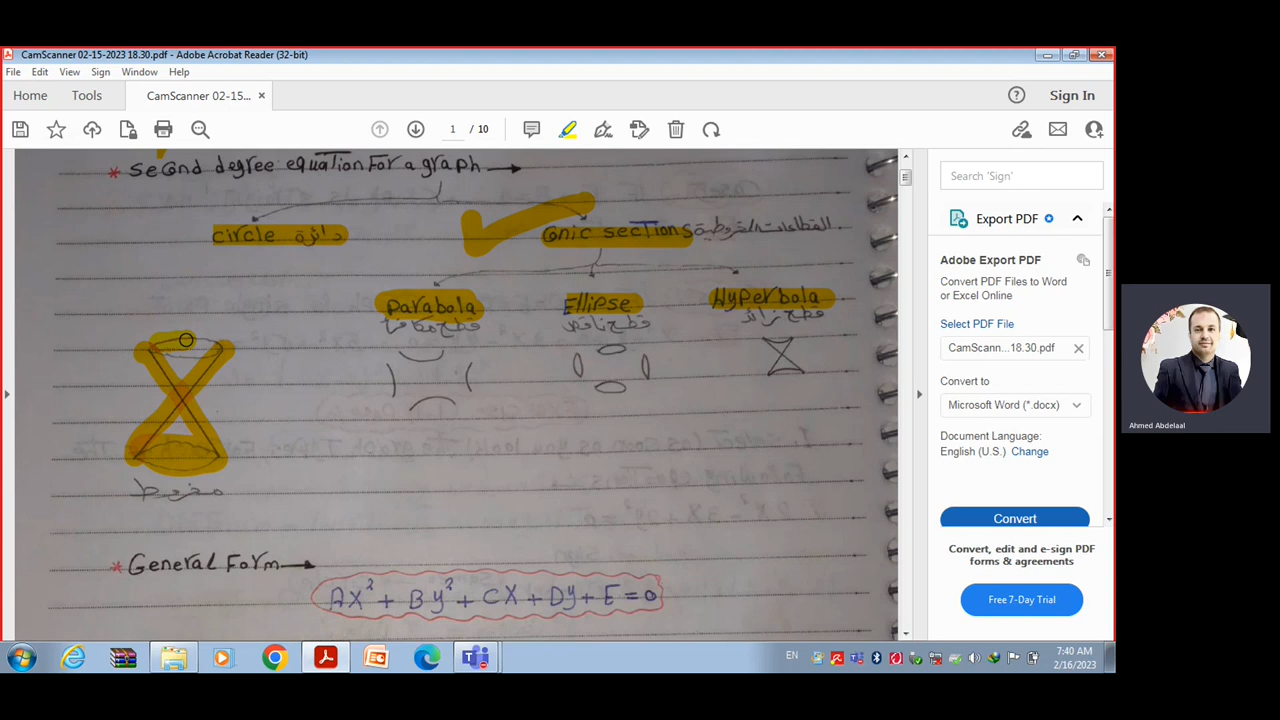 CamScanner 02-15-2023 18.30.pdf - Adobe Acrobat Reader (32-bit)
File Edit View Sign Window Help
Home Tools CamScanner 02-15... ×
1 / 10
Sign In
* Second degree equation For a graph →
circle دائرة
Conic sections القطاعات المخروطية.
Parabola Ellipse Hyperbola
قطع مكافئ قطع ناقص قطع زائد
مخروط
* General Form →
AX² + By² + CX + Dy + E = 0
Search 'Sign'
Export PDF
Adobe Export PDF
Convert PDF Files to Word
or Excel Online
Select PDF File
CamScann...18.30.pdf ×
Convert to
Microsoft Word (*.docx)
Document Language:
English (U.S.) Change
Convert
Convert, edit and e-sign PDF
forms & agreements
Free 7-Day Trial
Ahmed Abdelaal
EN
7:40 AM
2/16/2023